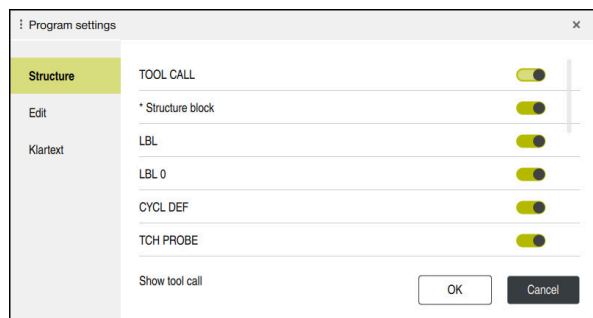 Program settings
Structure
Edit
Klartext
TOOL CALL
* Structure block
LBL
LBL 0
CYCL DEF
TCH PROBE
Show tool call
OK
Cancel